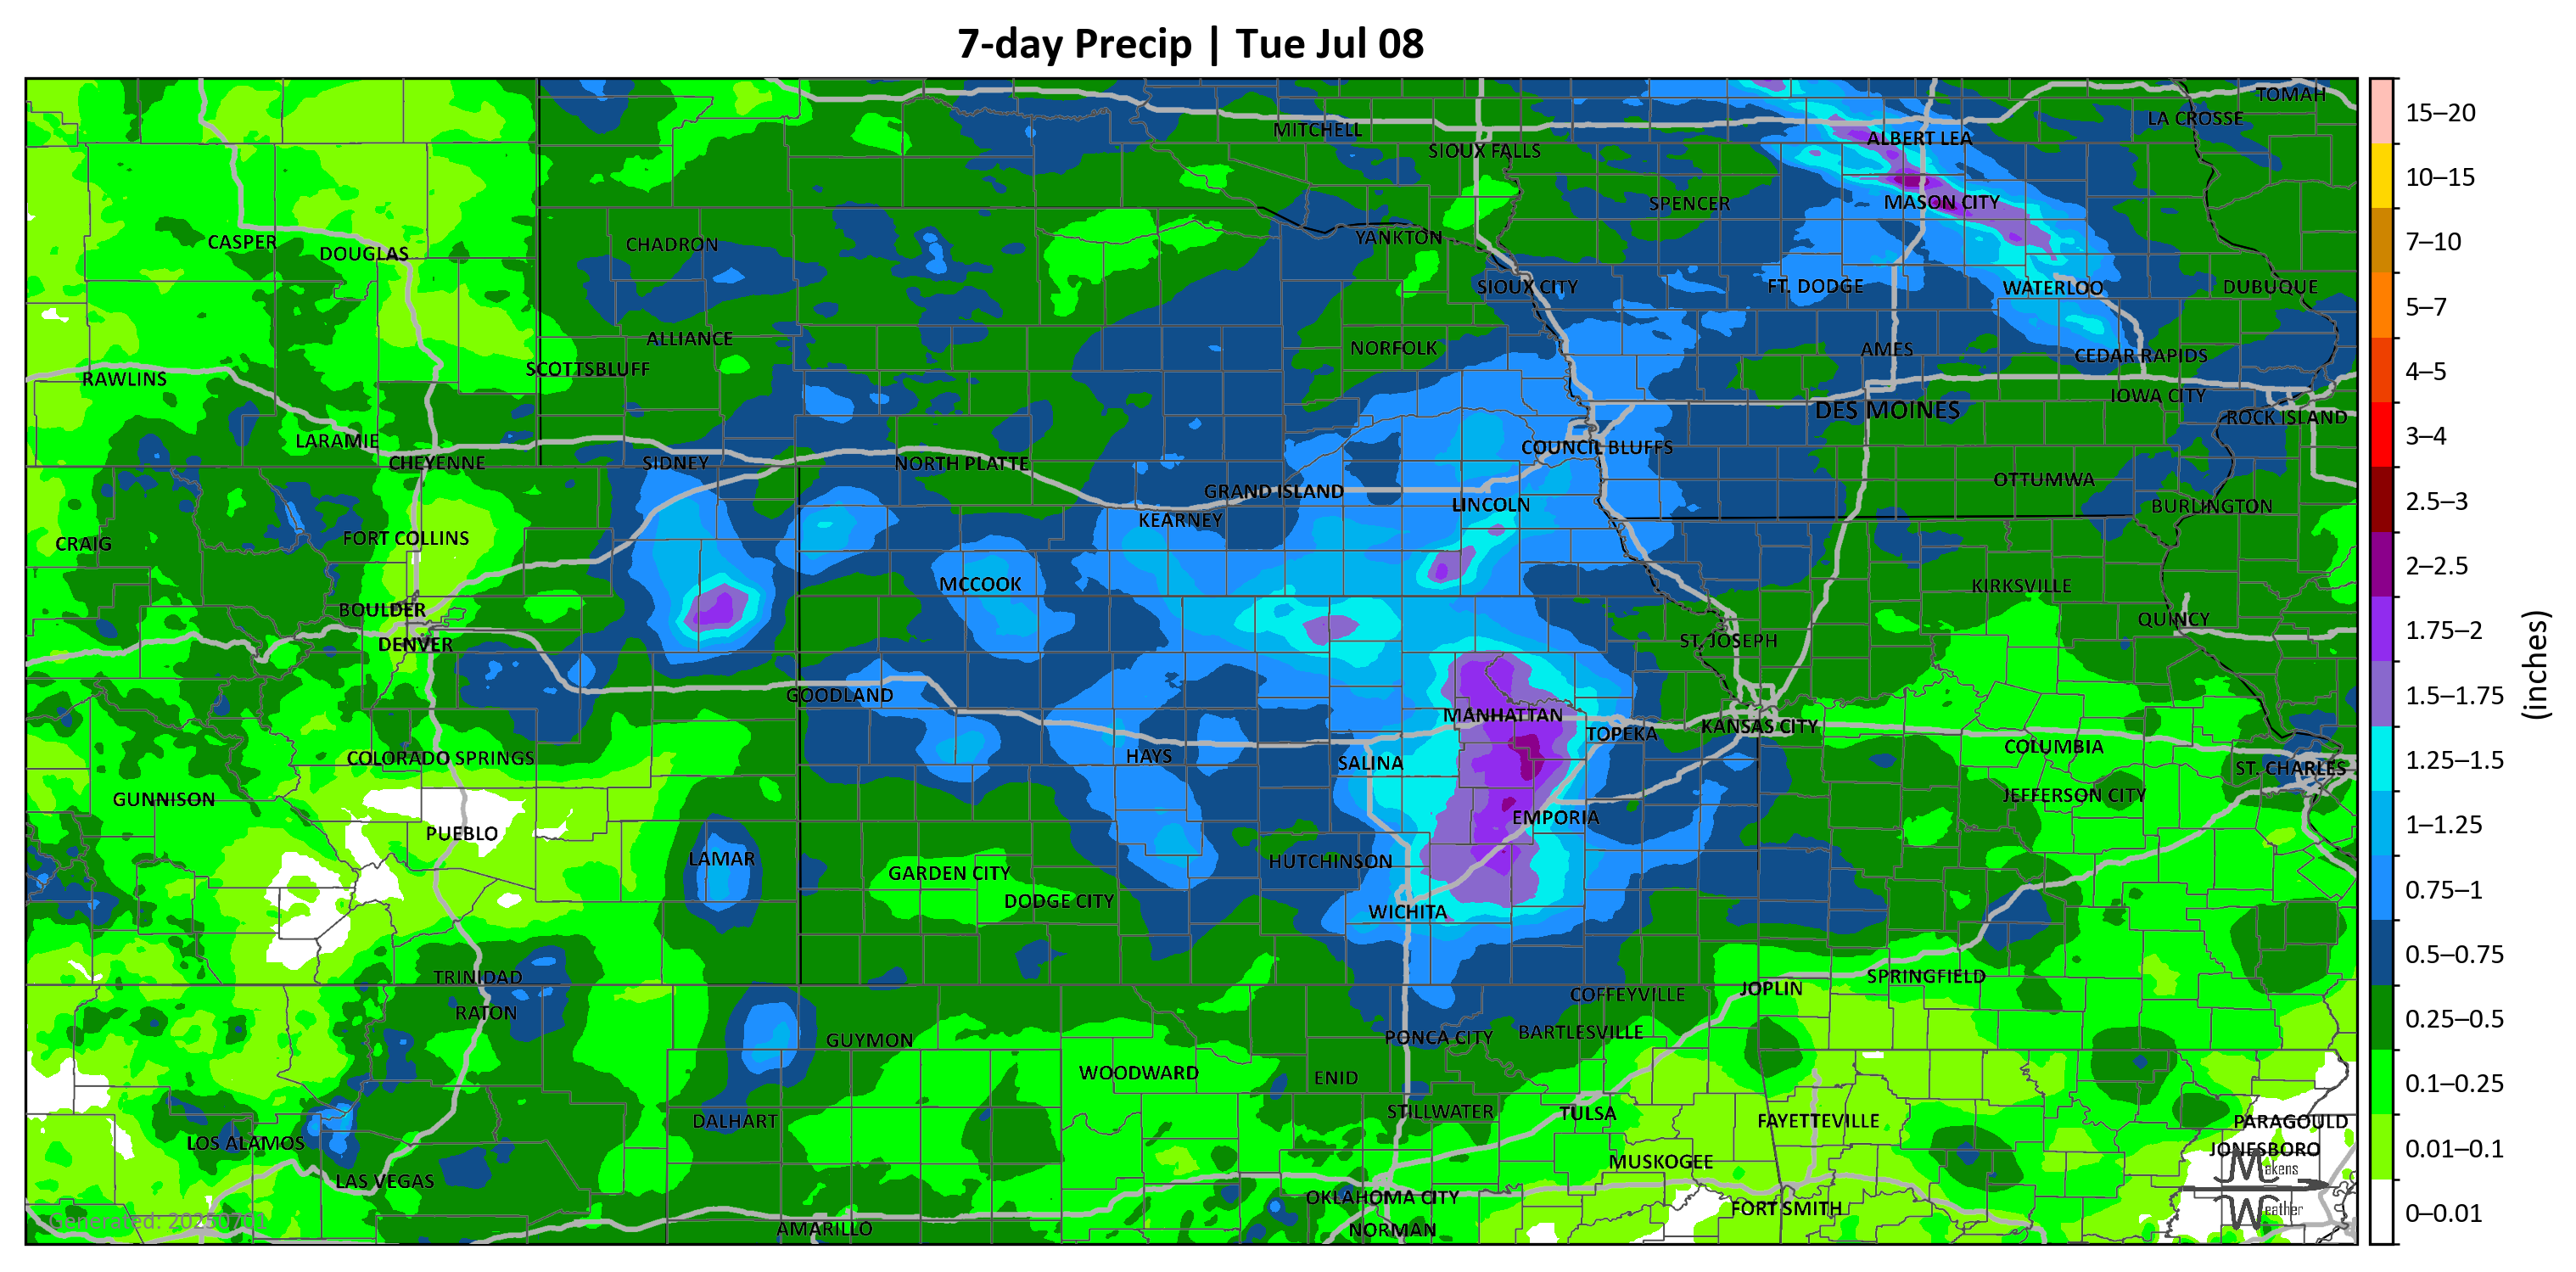 7-day Precip | Tue Jul 08
TOMAH
LA CROSSE
MITCHELL
ALBERT LEA
SIOUX FALLS
SPENCER
MASON CITY
CASPER
DOUGLAS
CHADRON
YANKTON
SIOUX CITY
FT. DODGE
WATERLOO
DUBUQUE
ALLIANCE
NORFOLK
AMES
CEDAR RAPIDS
SCOTTSBLUFF
RAWLINS
IOWA CITY
DES MOINES
ROCK ISLAND
LARAMIE
COUNCIL BLUFFS
CHEYENNE
SIDNEY
NORTH PLATTE
OTTUMWA
GRAND ISLAND
LINCOLN
BURLINGTON
KEARNEY
FORT COLLINS
CRAIG
MCCOOK
KIRKSVILLE
BOULDER
QUINCY
DENVER
ST. JOSEPH
GOODLAND
MANHATTAN
KANSAS CITY
TOPEKA
COLUMBIA
HAYS
COLORADO SPRINGS
SALINA
ST. CHARLES
GUNNISON
JEFFERSON CITY
EMPORIA
PUEBLO
LAMAR
HUTCHINSON
GARDEN CITY
DODGE CITY
WICHITA
TRINIDAD
SPRINGFIELD
JOPLIN
COFFEYVILLE
RATON
BARTLESVILLE
PONCA CITY
GUYMON
WOODWARD
ENID
STILLWATER
TULSA
DALHART
FAYETTEVILLE
PARAGOULD
LOS ALAMOS
JONESBORO
MUSKOGEE
LAS VEGAS
OKLAHOMA CITY
FORT SMITH
AMARILLO
NORMAN
Generated: 20250701
Makens
Weather
15–20
10–15
7–10
5–7
4–5
3–4
2.5–3
2–2.5
1.75–2
1.5–1.75
1.25–1.5
1–1.25
0.75–1
0.5–0.75
0.25–0.5
0.1–0.25
0.01–0.1
0–0.01
(inches)